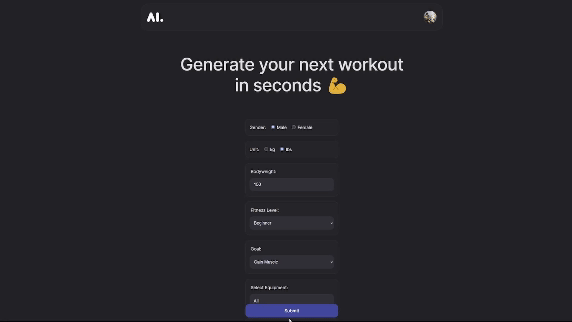 AI.
Generate your next workout
in seconds 💪
Gender: Male Female
Unit: kg lbs
Bodyweight:
Fitness Level:
Beginner
Goal:
Gain Muscle
Select Equipment:
All
Submit